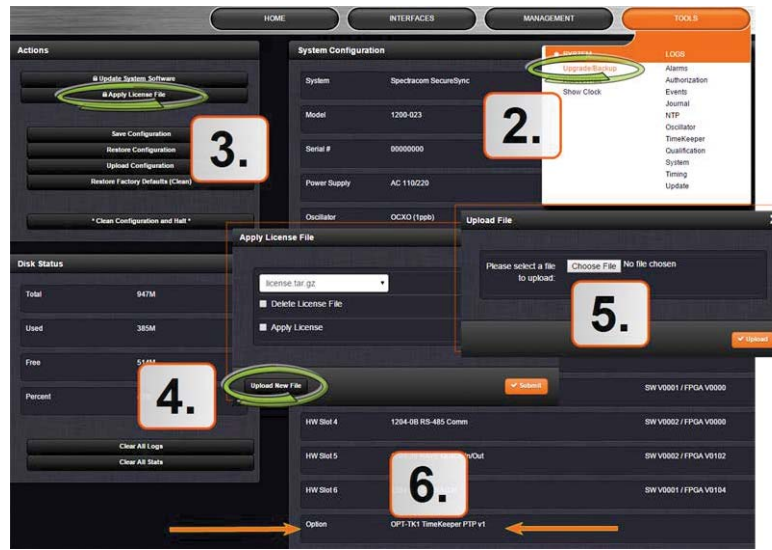 HOME
INTERFACES
MANAGEMENT
TOOLS
Actions
Update System Software
Apply License File
Save Configuration
Restore Configuration
Upload Configuration
Restore Factory Defaults (Clean)
* Clean Configuration and Halt *
3.
System Configuration
System Spectracom SecureSync
Model 1200-023
Serial # 00000000
Power Supply AC 110/220
Oscillator OCXO (1ppb)
2.
SYSTEM
Upgrade/Backup
Show Clock
LOGS
Alarms
Authorization
Events
Journal
NTP
Oscillator
TimeKeeper
Qualification
System
Timing
Update
Disk Status
Total 947M
Used 385M
Free 514M
Percent
Clear All Logs
Clear All Stats
4.
Apply License File
license.tar.gz
Delete License File
Apply License
Upload New File
Submit
Upload File
Please select a file to upload:
Choose File No file chosen
Upload
5.
SW V0001 / FPGA V0000
HW Slot 4 1204-0B RS-485 Comm SW V0002 / FPGA V0000
HW Slot 5 In/Out SW V0002 / FPGA V0102
HW Slot 6 SW V0001 / FPGA V0104
6.
Option OPT-TK1 TimeKeeper PTP v1